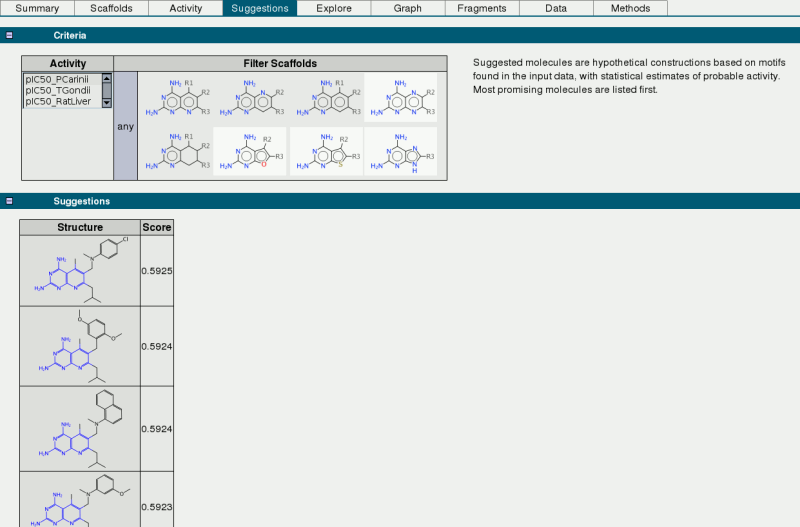 Summary Scaffolds Activity Suggestions Explore Graph Fragments Data Methods
Criteria
Activity Filter Scaffolds
pIC50_PCarinii
pIC50_TGondii
pIC50_RatLiver
any
NH₂ R1 R2 R3 N N N H₂N
NH₂ N R2 R3 N N H₂N
NH₂ R1 R2 R3 N N H₂N
NH₂ N R2 R3 N N N H₂N
NH₂ R1 R2 R3 N N H₂N
NH₂ R2 R3 N N O H₂N
NH₂ R2 R3 N N S H₂N
NH₂ N R3 N N N H H₂N
Suggested molecules are hypothetical constructions based on motifs
found in the input data, with statistical estimates of probable activity.
Most promising molecules are listed first.
Suggestions
Structure Score
Cl N NH₂ N N N H₂N
0.5925
O O NH₂ N N N H₂N
0.5924
N NH₂ N N N H₂N
0.5924
N O NH₂ N N N H₂N
0.5923